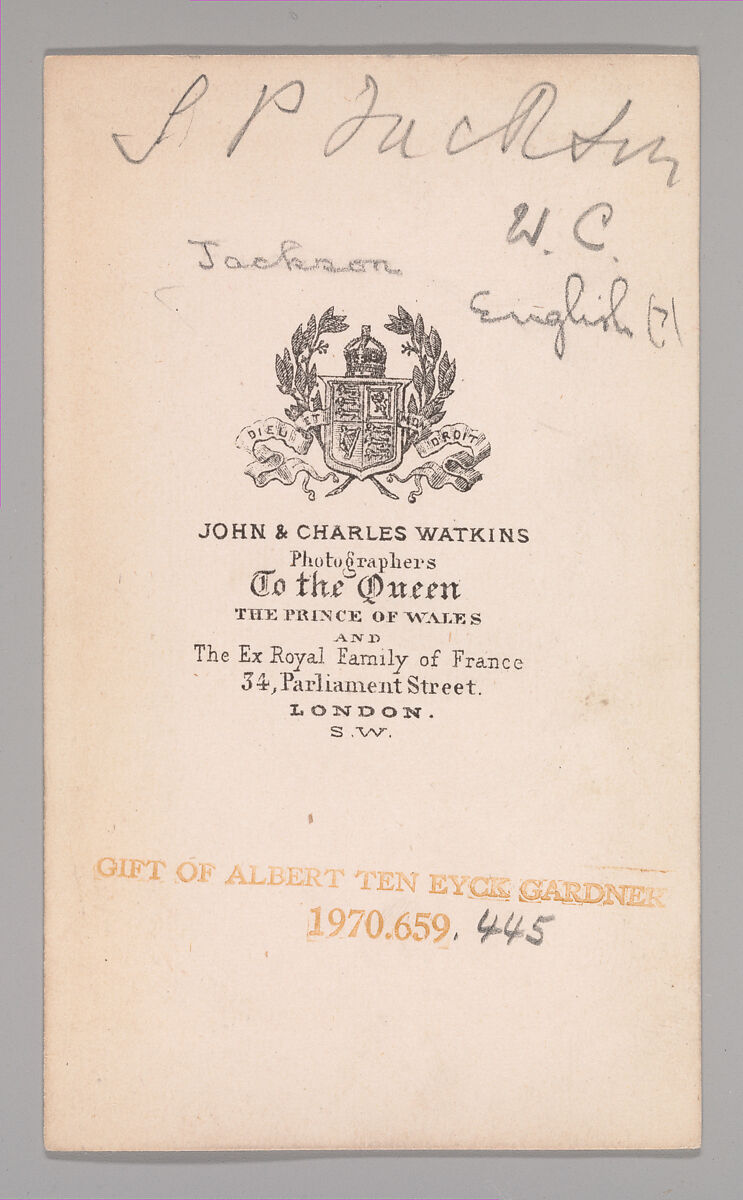 S P Jackson
W. C.
Jackson
English (?)
DIEU ET MON DROIT
JOHN & CHARLES WATKINS
Photographers
To the Queen
THE PRINCE OF WALES
AND
The Ex Royal Family of France
34, Parliament Street.
LONDON.
S.W.
GIFT OF ALBERT TEN EYCK GARDNER
1970.659.445